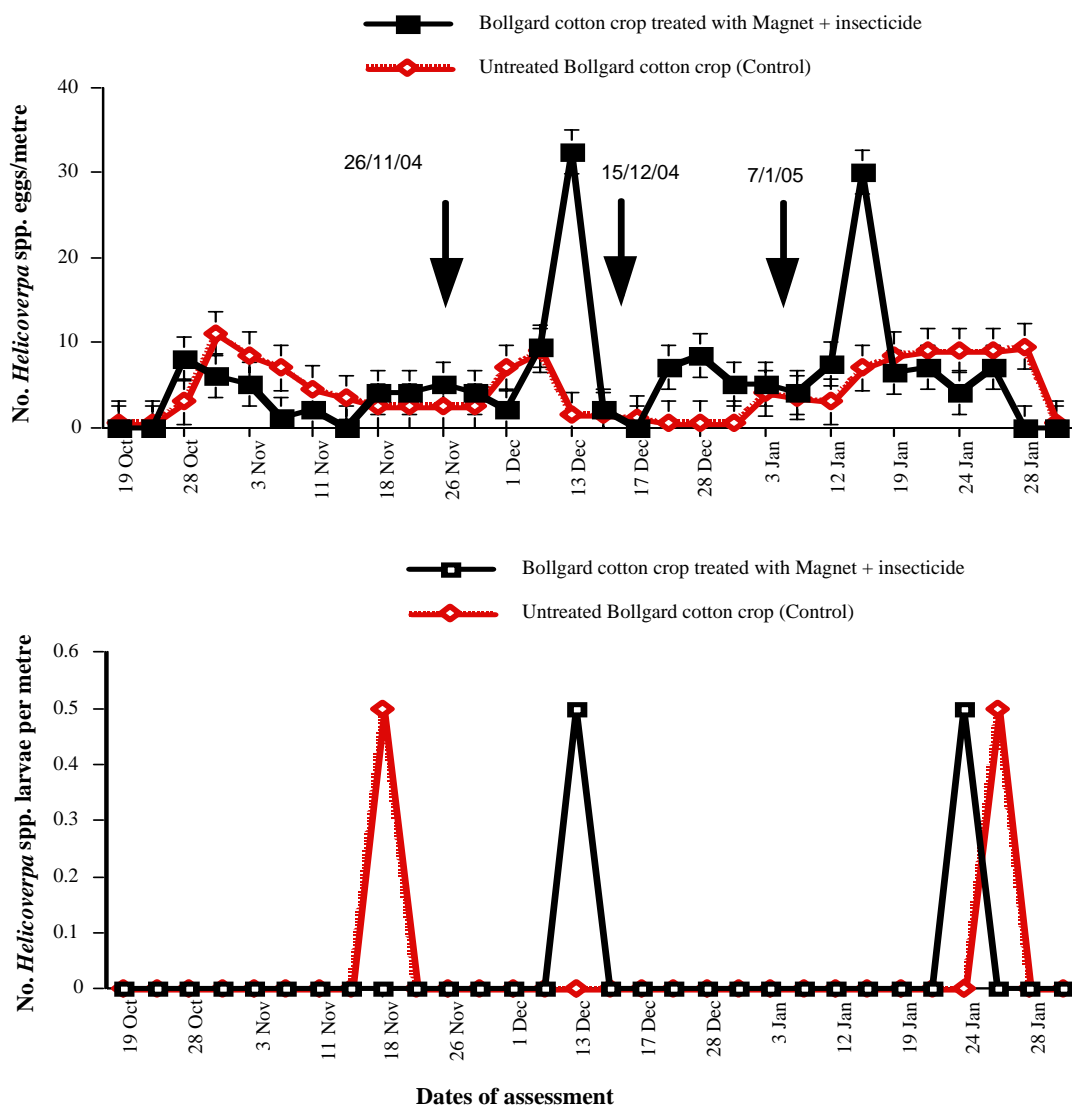 Bollgard cotton crop treated with Magnet + insecticide
Untreated Bollgard cotton crop (Control)
No. Helicoverpa spp. eggs/metre
40
30
20
10
0
26/11/04
15/12/04
7/1/05
19 Oct
28 Oct
3 Nov
11 Nov
18 Nov
26 Nov
1 Dec
13 Dec
17 Dec
28 Dec
3 Jan
12 Jan
19 Jan
24 Jan
28 Jan
Bollgard cotton crop treated with Magnet + insecticide
Untreated Bollgard cotton crop (Control)
No. Helicoverpa spp. larvae per metre
0.6
0.5
0.4
0.3
0.2
0.1
0
19 Oct
28 Oct
3 Nov
11 Nov
18 Nov
26 Nov
1 Dec
13 Dec
17 Dec
28 Dec
3 Jan
12 Jan
19 Jan
24 Jan
28 Jan
Dates of assessment